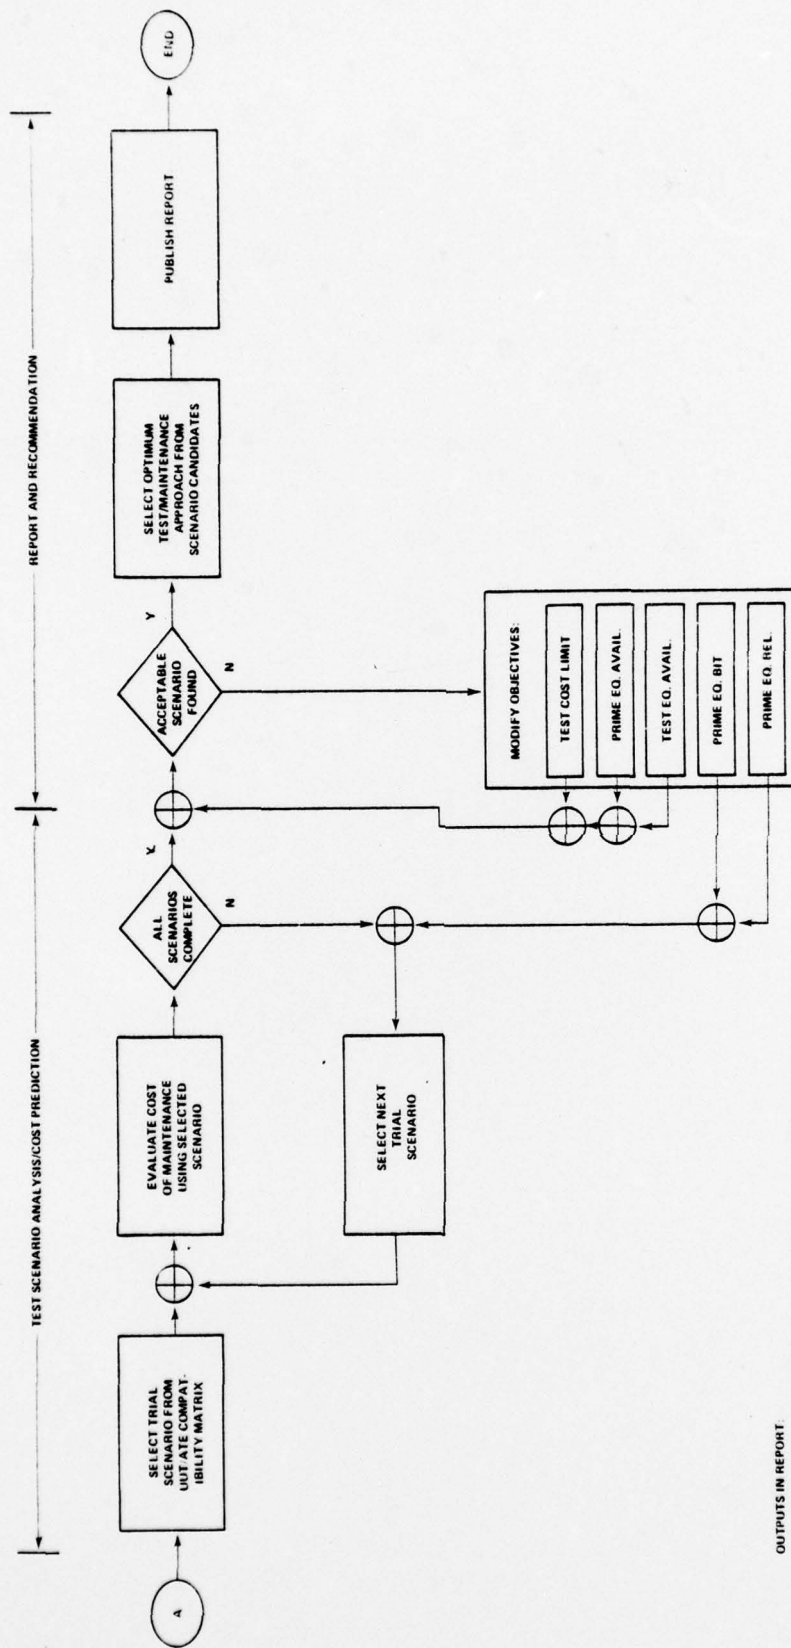 TEST SCENARIO ANALYSIS/COST PREDICTION
REPORT AND RECOMMENDATION
A
SELECT TRIAL
SCENARIO FROM
UUT/ATE COMPAT-
IBILITY MATRIX
EVALUATE COST
OF MAINTENANCE
USING SELECTED
SCENARIO
ALL
SCENARIOS
COMPLETE
Y
N
SELECT NEXT
TRIAL
SCENARIO
ACCEPTABLE
SCENARIO
FOUND
Y
N
SELECT OPTIMUM
TEST/MAINTENANCE
APPROACH FROM
SCENARIO CANDIDATES
PUBLISH REPORT
END
MODIFY OBJECTIVES:
TEST COST LIMIT
PRIME EQ. AVAIL.
TEST EQ. AVAIL.
PRIME EQ. BIT
PRIME EQ. REL.
OUTPUTS IN REPORT: